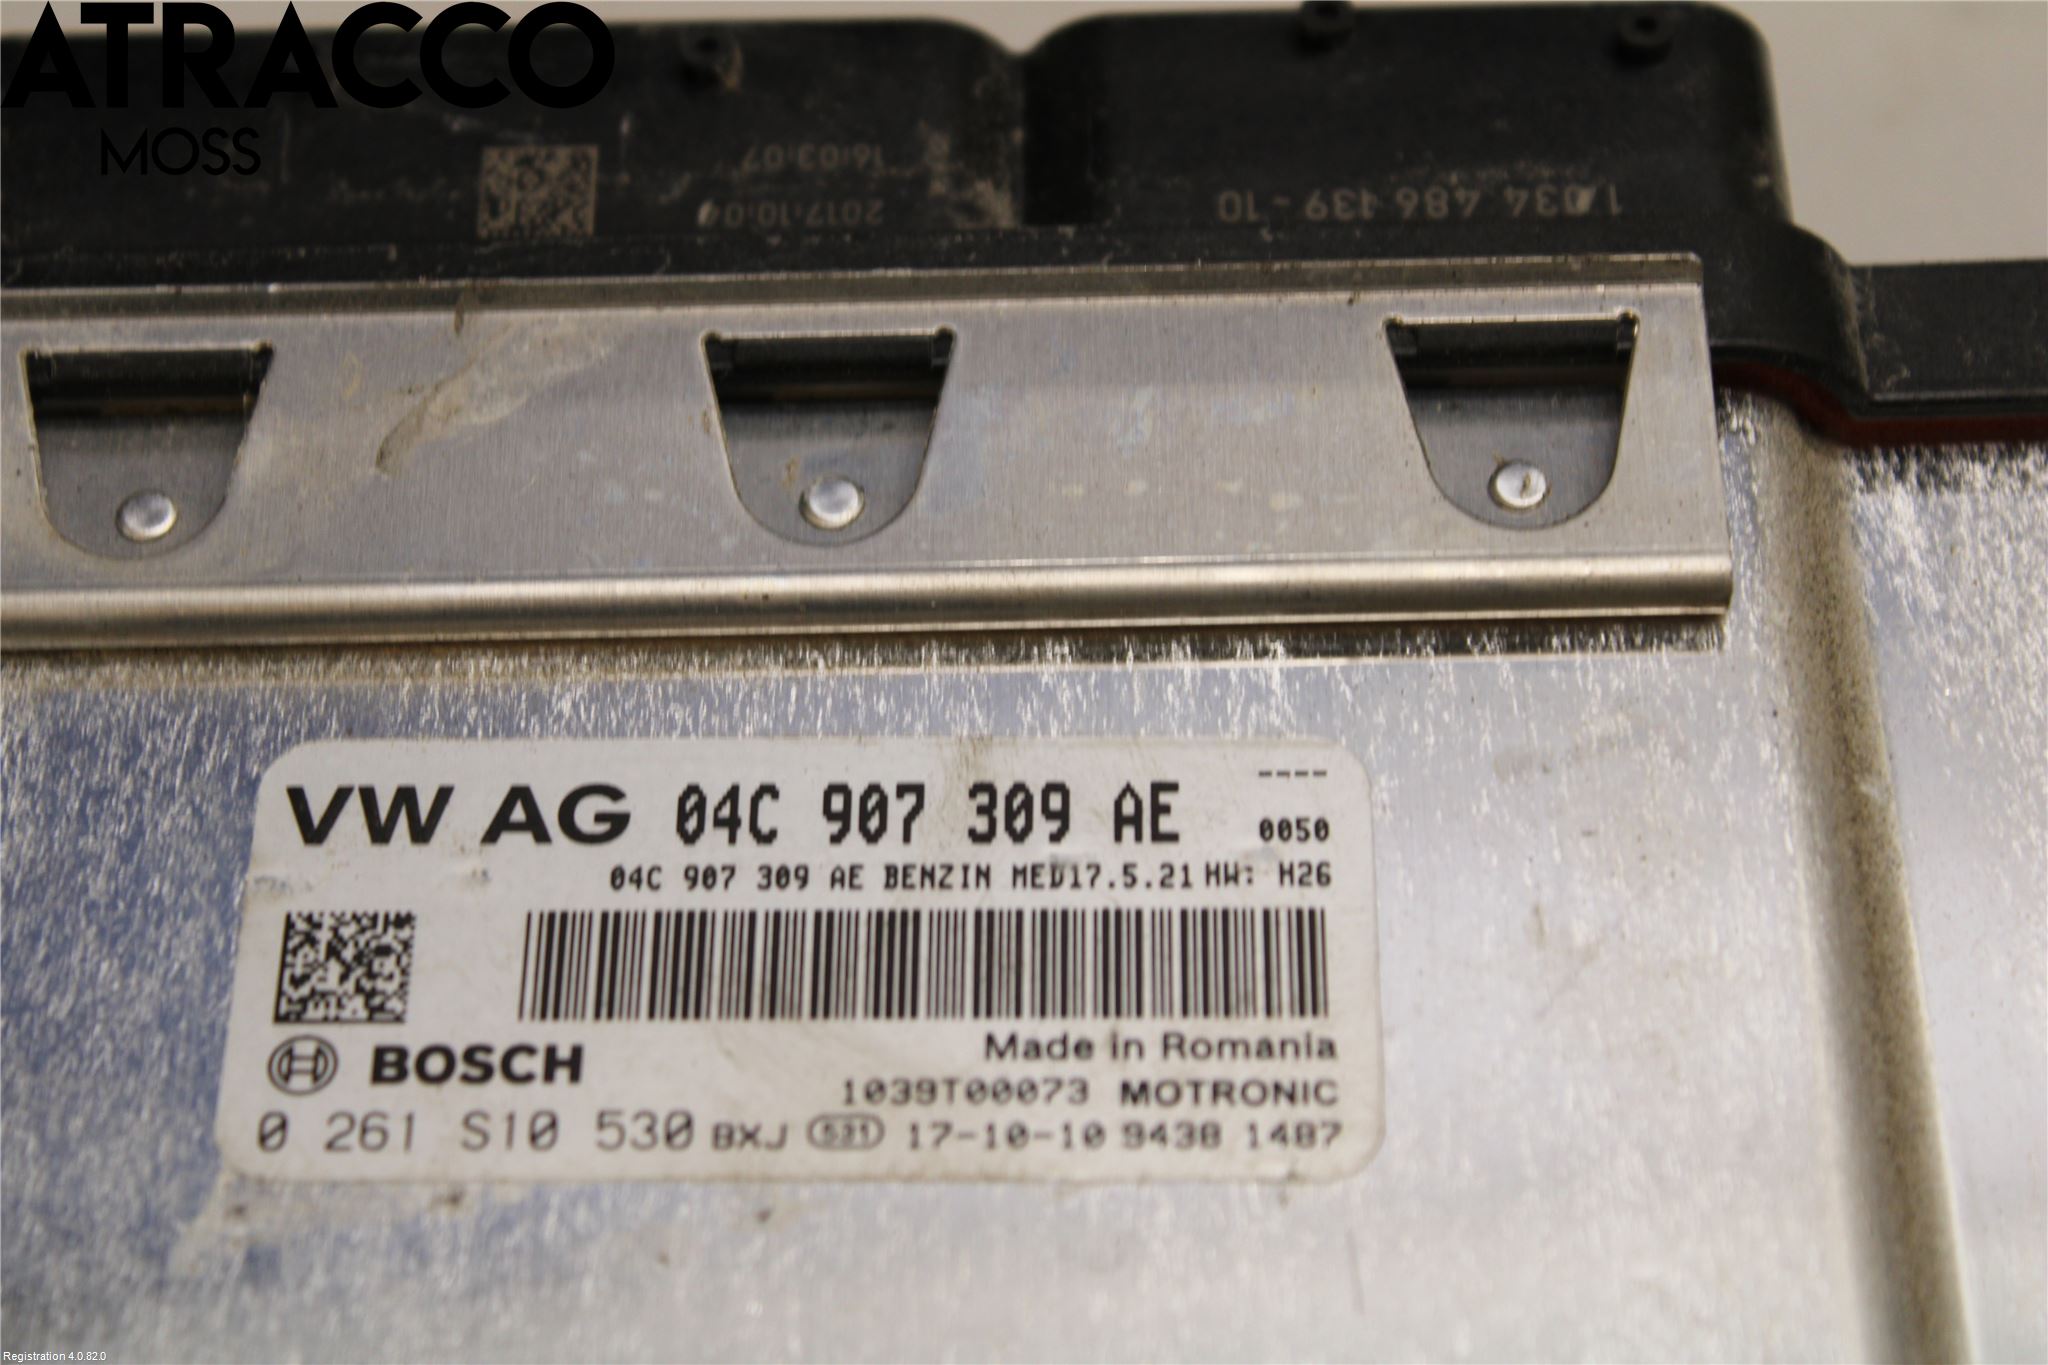 ATRACCO
MOSS
16:03:07
2017:10:04
1 034 486 139-10
VW AG 04C 907 309 AE ----
0050
04C 907 309 AE BENZIN MED17.5.21 HW: H26
BOSCH
Made in Romania
1039T00073 MOTRONIC
0 261 S10 530 BXJ 531 17-10-10 9438 1487
Registration 4.0.82.0